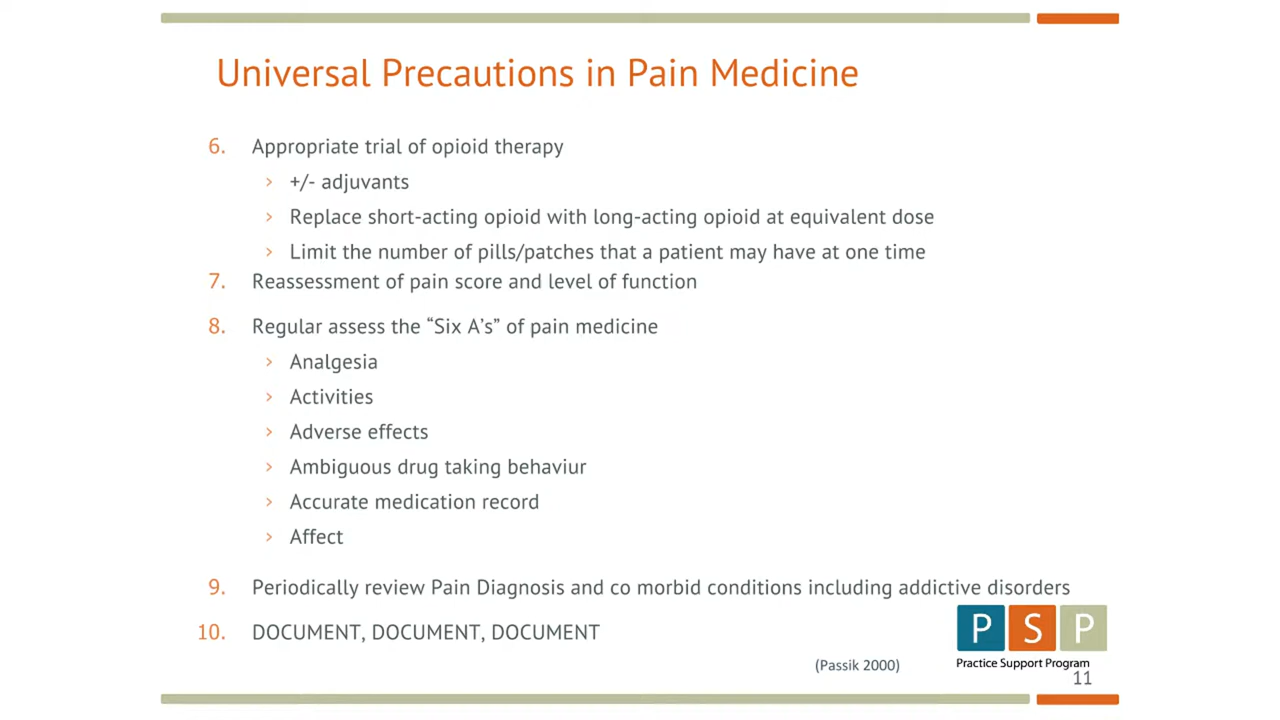 Universal Precautions in Pain Medicine
6. Appropriate trial of opioid therapy
› +/- adjuvants
› Replace short-acting opioid with long-acting opioid at equivalent dose
› Limit the number of pills/patches that a patient may have at one time
7. Reassessment of pain score and level of function
8. Regular assess the “Six A’s” of pain medicine
› Analgesia
› Activities
› Adverse effects
› Ambiguous drug taking behaviur
› Accurate medication record
› Affect
9. Periodically review Pain Diagnosis and co morbid conditions including addictive disorders
10. DOCUMENT, DOCUMENT, DOCUMENT
(Passik 2000)
P S P
Practice Support Program
11